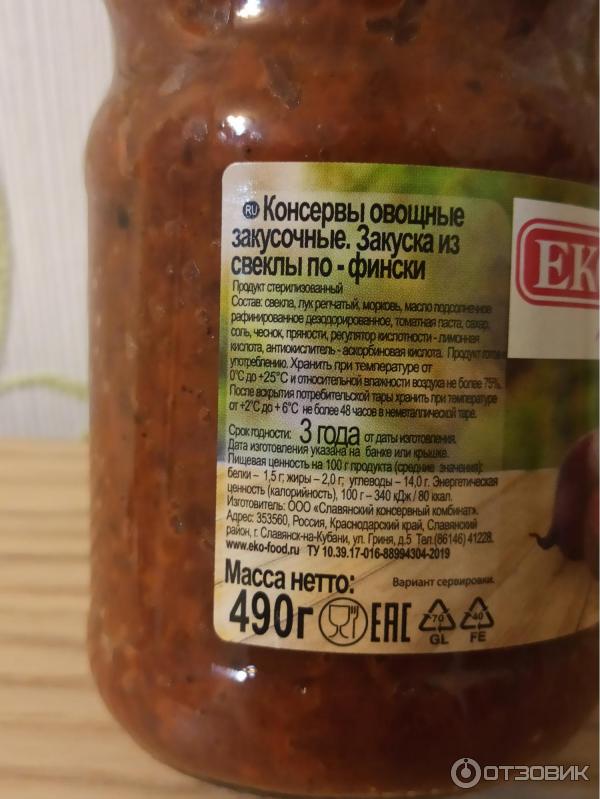 RU Консервы овощные
закусочные. Закуска из
свеклы по - фински
Продукт стерилизованный
Состав: свекла, лук репчатый, морковь, масло подсолнечное
рафинированное дезодорированное, томатная паста, сахар,
соль, чеснок, пряности, регулятор кислотности - лимонная
кислота, антиокислитель - аскорбиновая кислота. Продукт готов к
употреблению. Хранить при температуре от
0°С до +25°С и относительной влажности воздуха не более 75%.
После вскрытия потребительской тары хранить при температуре
от +2°С до + 6°С не более 48 часов в неметаллической таре.
Срок годности: 3 года от даты изготовления.
Дата изготовления указана на банке или крышке.
Пищевая ценность на 100 г продукта (средние значения):
белки – 1,5 г; жиры – 2,0 г; углеводы – 14,0 г. Энергетическая
ценность (калорийность), 100 г – 340 кДж / 80 ккал.
Изготовитель: ООО «Славянский консервный комбинат».
Адрес: 353560, Россия, Краснодарский край, Славянский
район, г. Славянск-на-Кубани, ул. Гриня, д.5 Тел.(86146) 41228.
www.eko-food.ru ТУ 10.39.17-016-88994304-2019
Масса нетто:
490г
Вариант сервировки.
EAC
70
GL
40
FE
EK
ОТЗОВИК